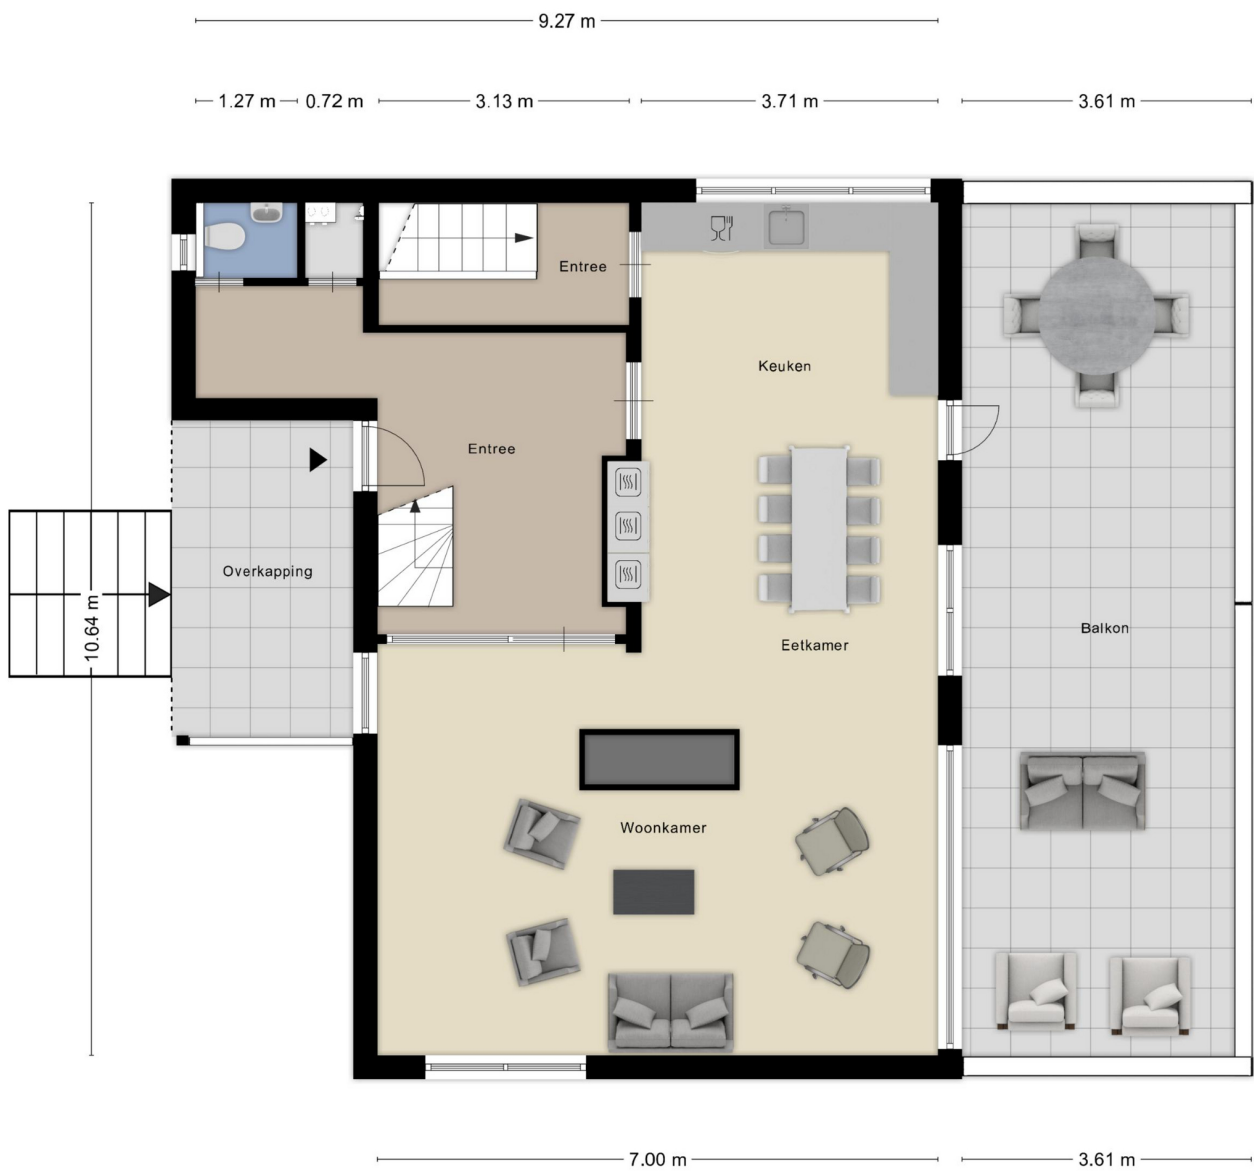 9.27 m
1.27 m
0.72 m
3.13 m
3.71 m
3.61 m
Entree
Keuken
Entree
Overkapping
10.64 m
Balkon
Eetkamer
Woonkamer
7.00 m
3.61 m